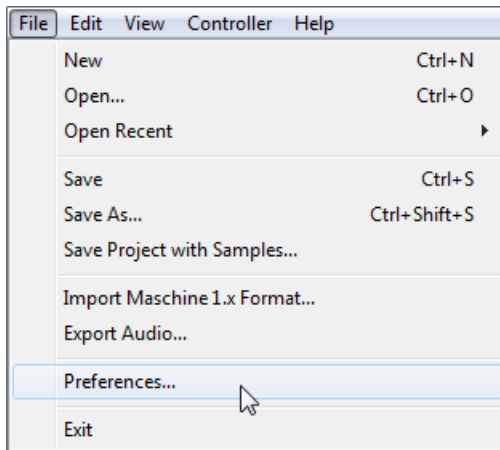 File Edit View Controller Help
New Ctrl+N
Open... Ctrl+O
Open Recent
Save Ctrl+S
Save As... Ctrl+Shift+S
Save Project with Samples...
Import Maschine 1.x Format...
Export Audio...
Preferences...
Exit